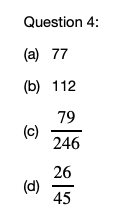 Question 4:
(a) 77
(b) 112
(c) 79/246
(d) 26/45